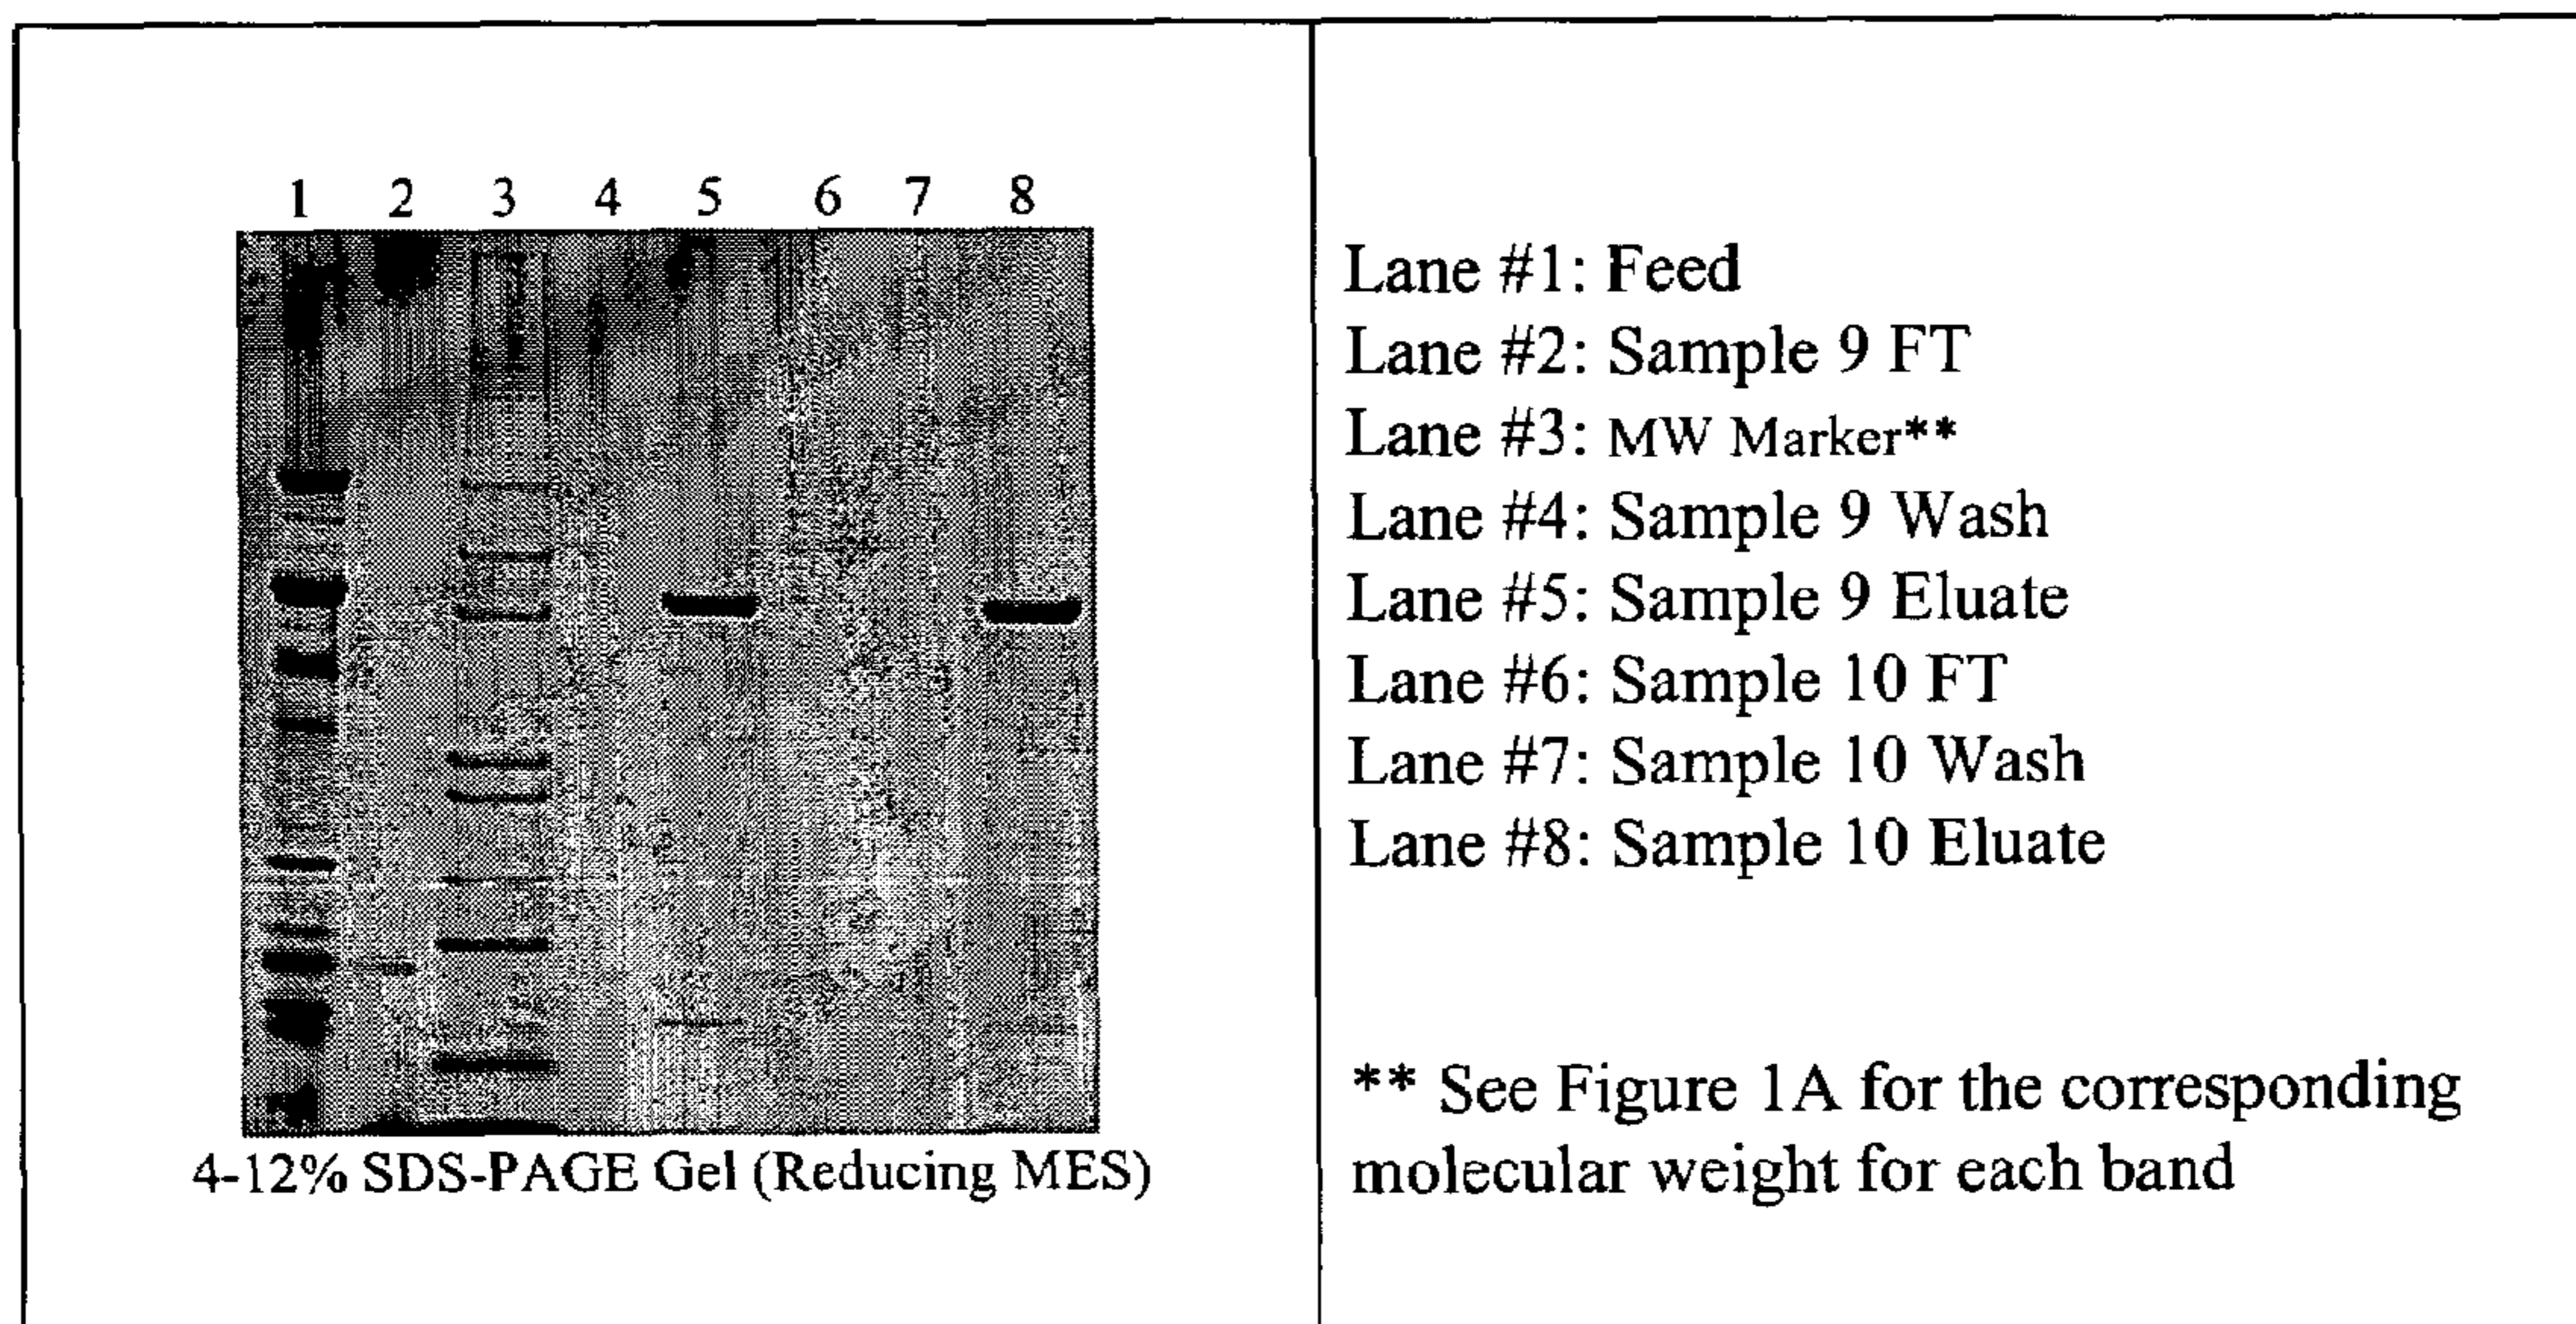 1 2 3 4 5 6 7 8
4-12% SDS-PAGE Gel (Reducing MES)
Lane #1: Feed
Lane #2: Sample 9 FT
Lane #3: MW Marker**
Lane #4: Sample 9 Wash
Lane #5: Sample 9 Eluate
Lane #6: Sample 10 FT
Lane #7: Sample 10 Wash
Lane #8: Sample 10 Eluate
** See Figure 1A for the corresponding
molecular weight for each band